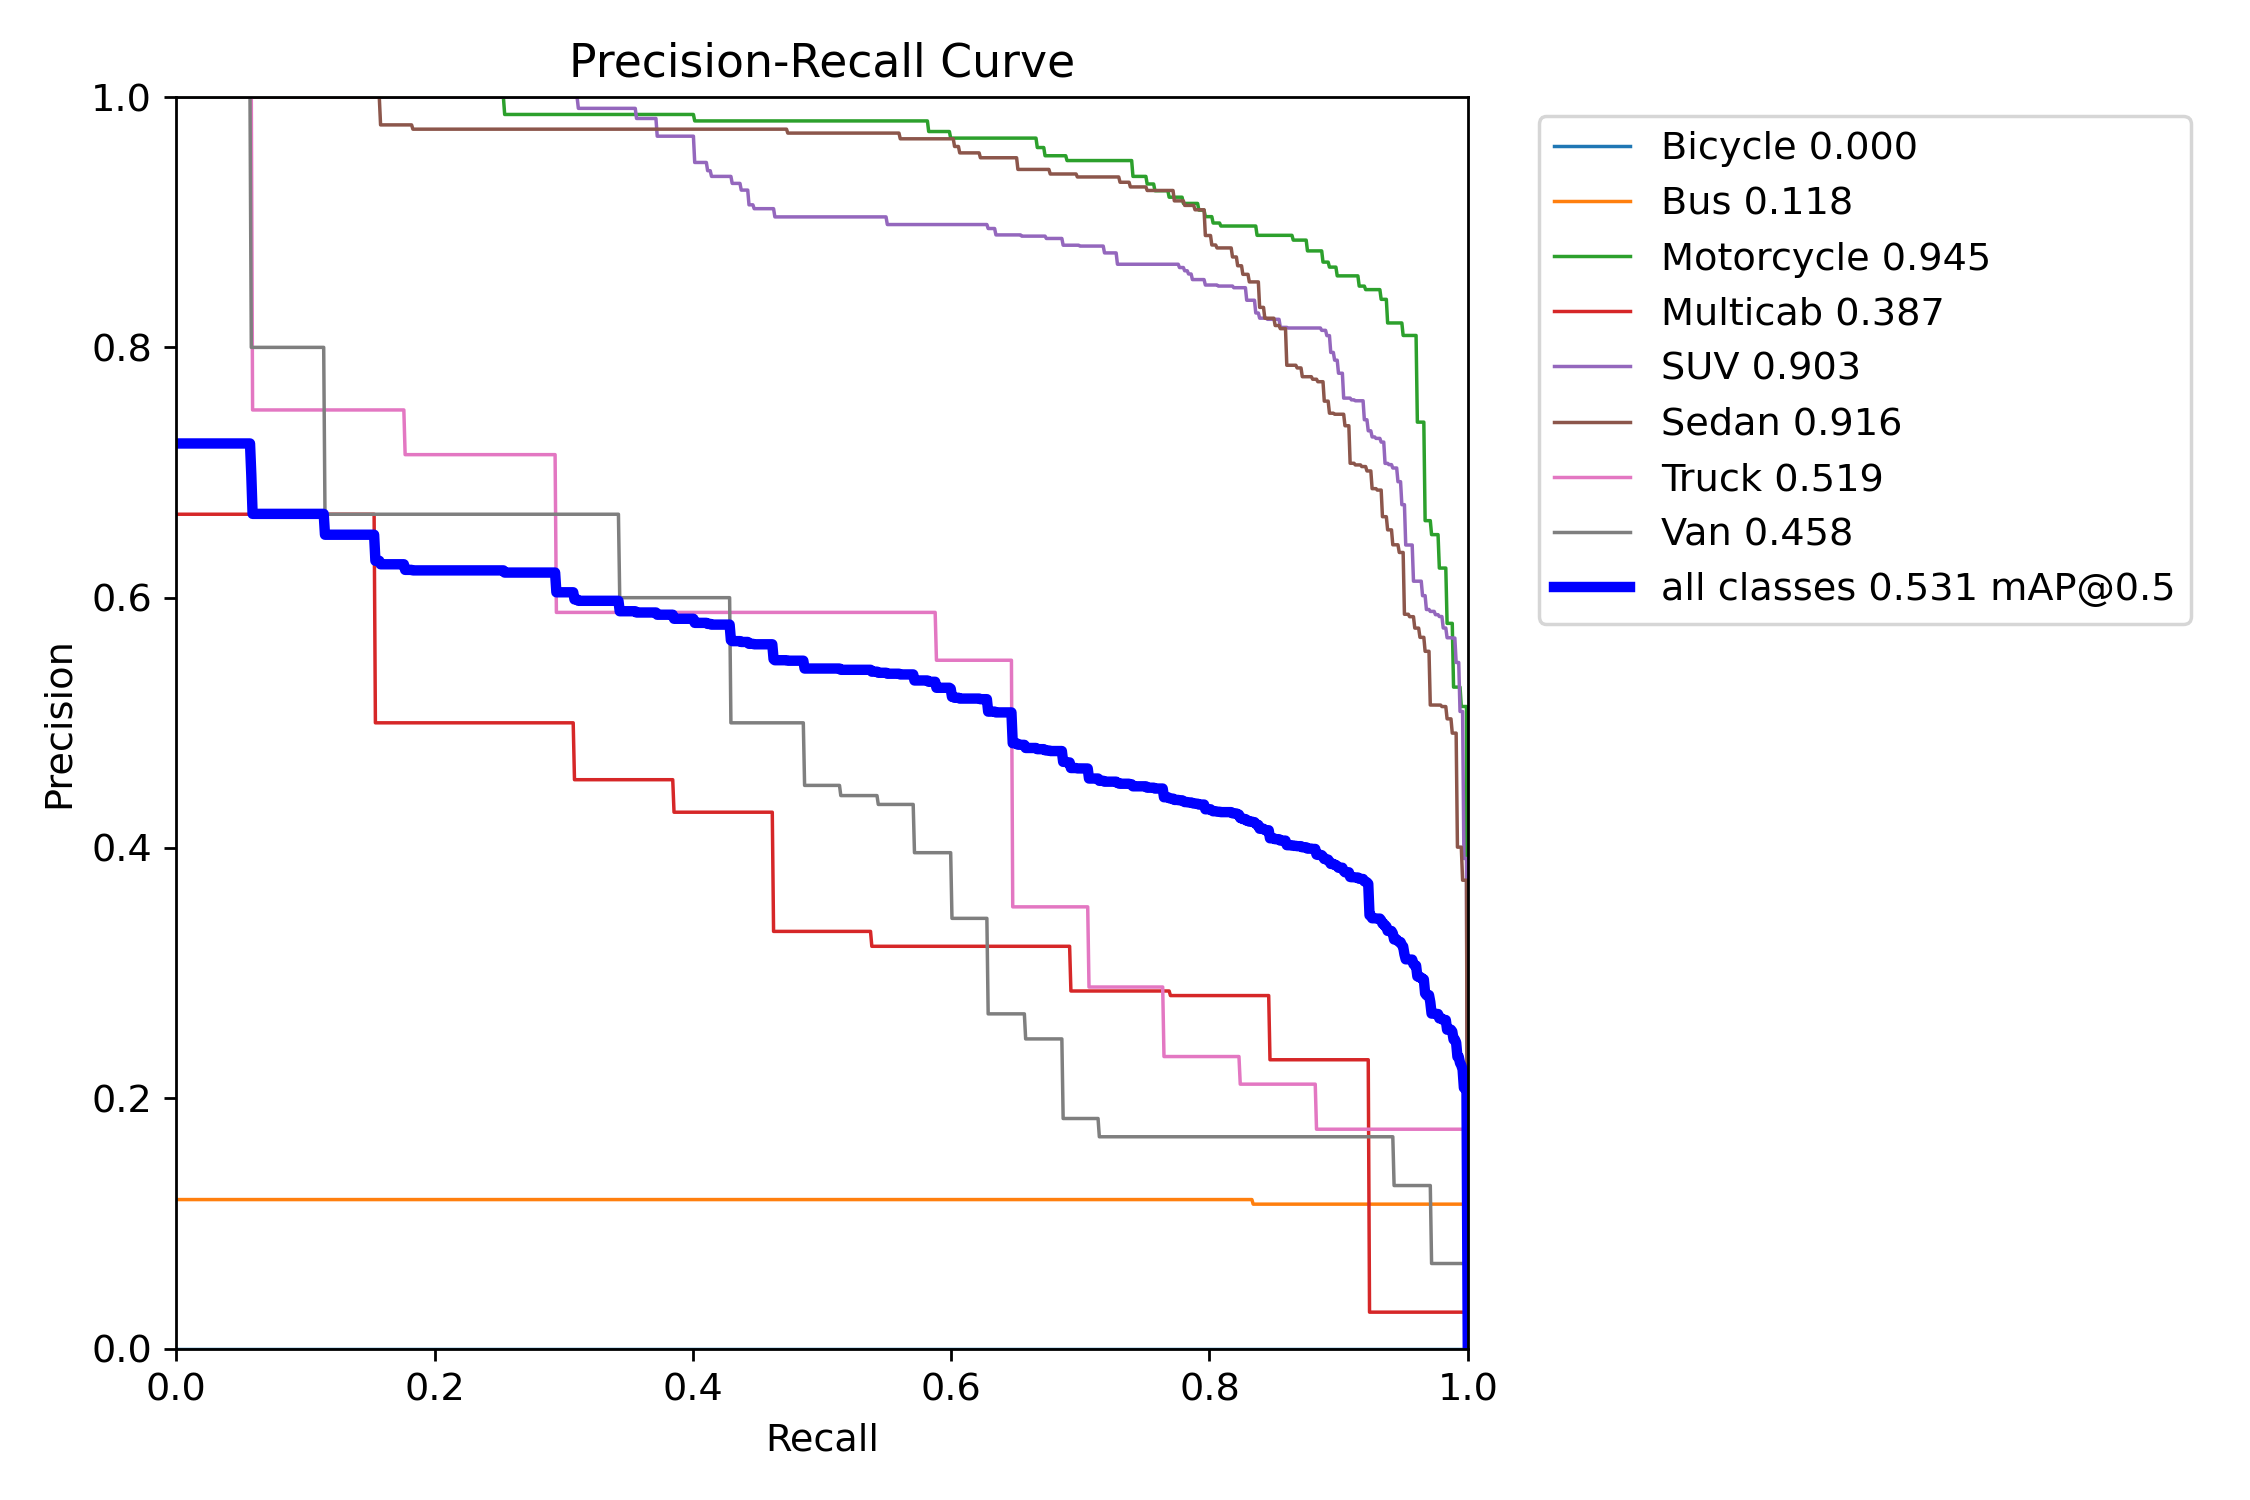 Precision-Recall Curve
1.0
0.8
0.6
0.4
0.2
0.0
Precision
0.0 0.2 0.4 0.6 0.8 1.0
Recall
Bicycle 0.000
Bus 0.118
Motorcycle 0.945
Multicab 0.387
SUV 0.903
Sedan 0.916
Truck 0.519
Van 0.458
all classes 0.531 mAP@0.5